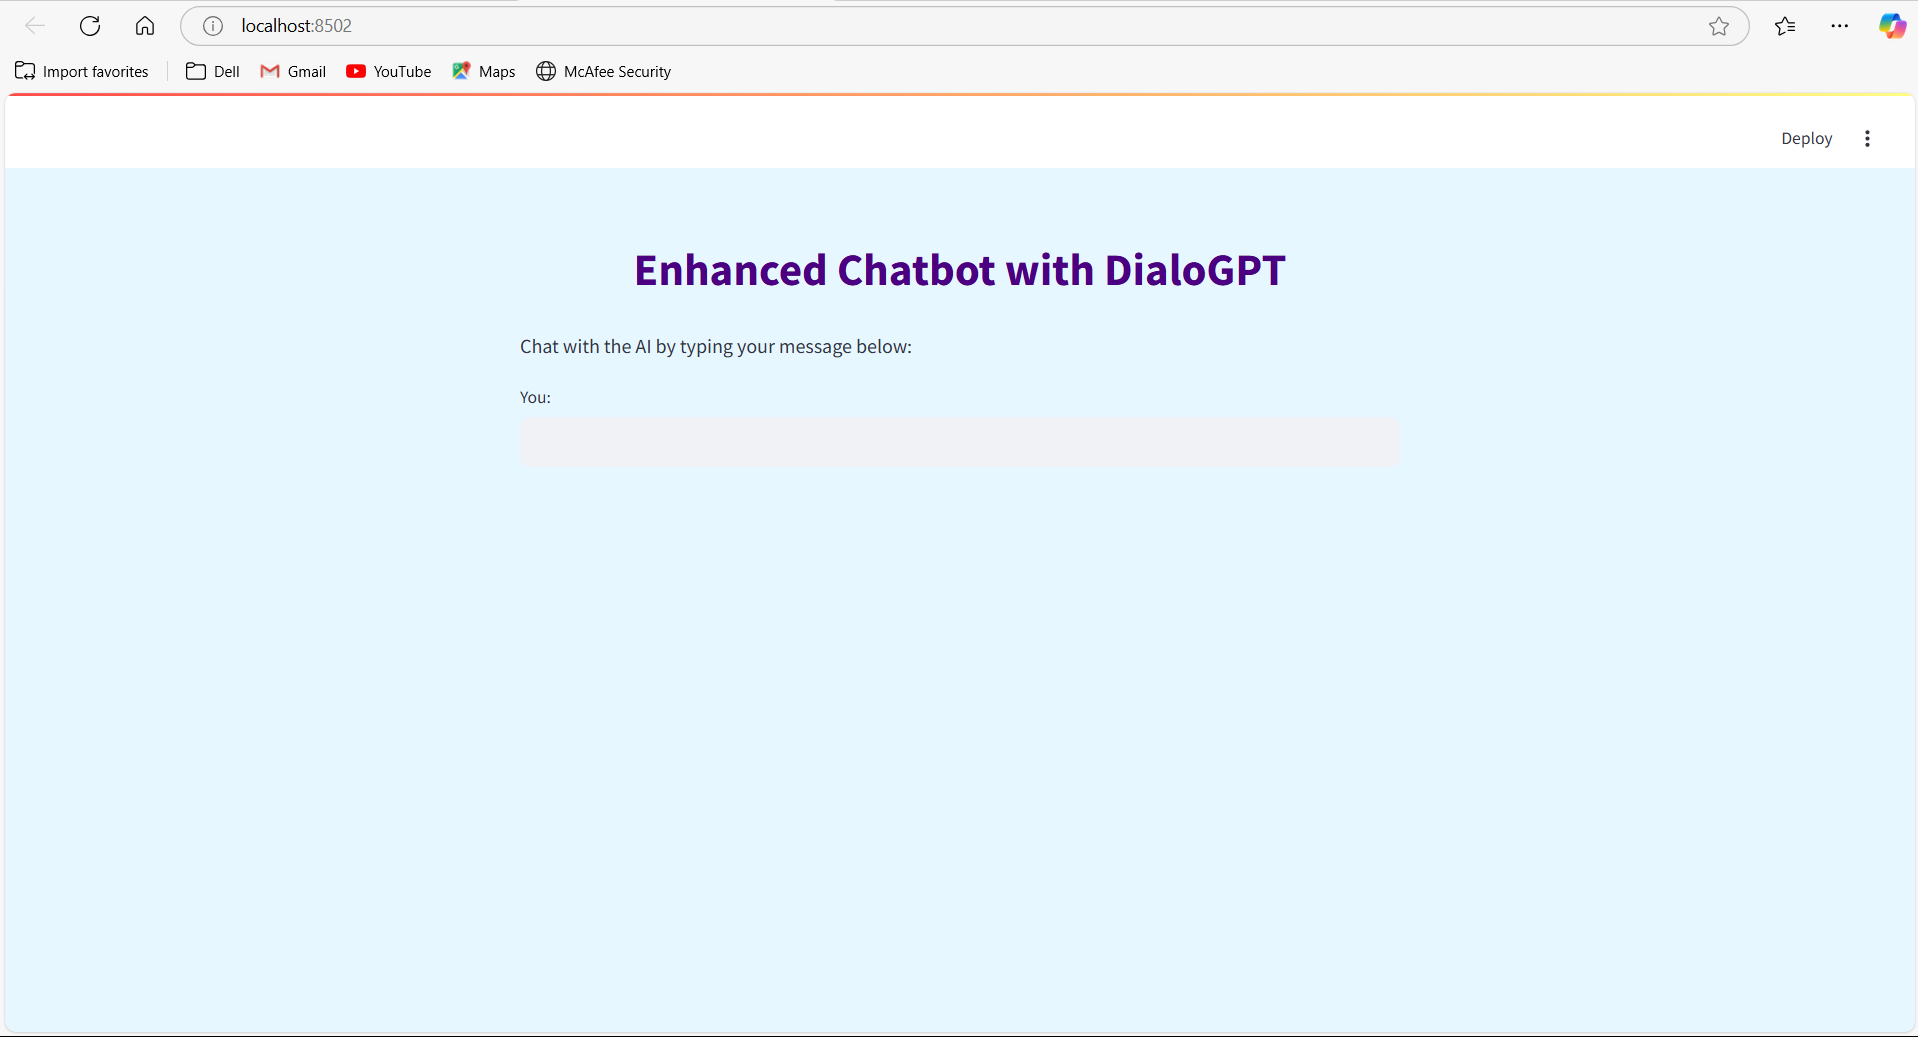 localhost:8502
Import favorites Dell Gmail YouTube Maps McAfee Security
Deploy
Enhanced Chatbot with DialoGPT
Chat with the AI by typing your message below:
You: